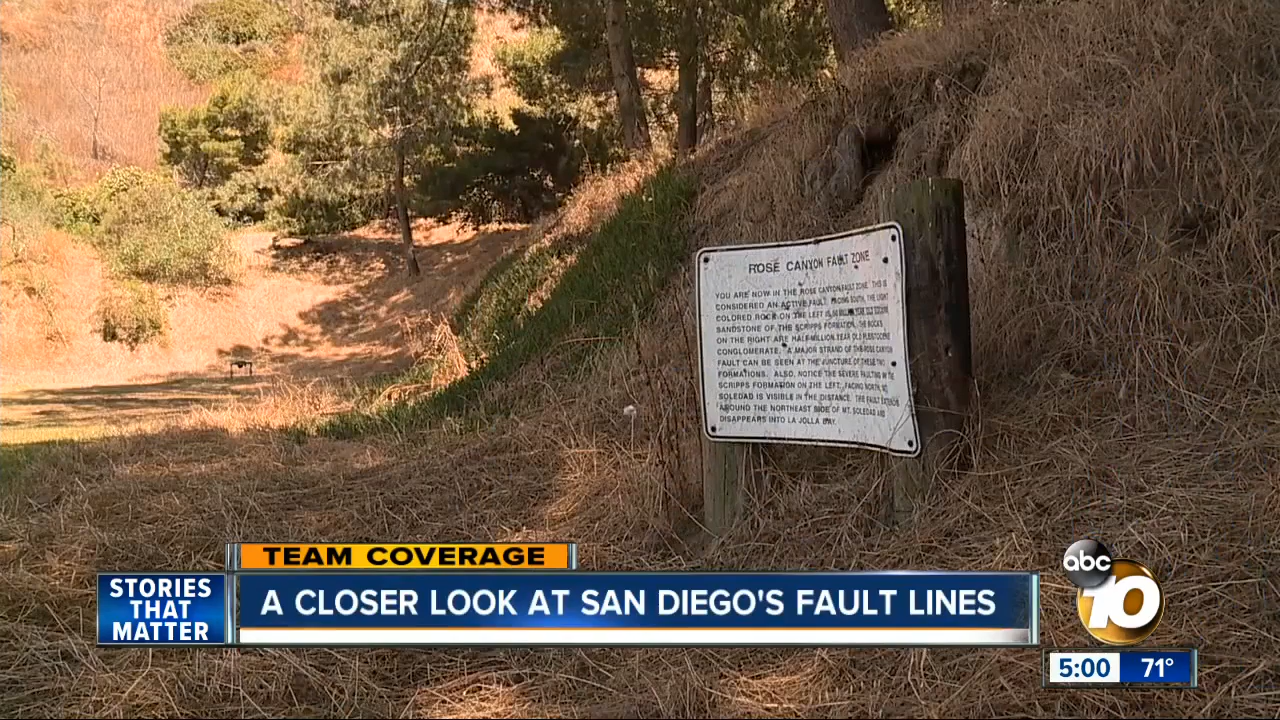 ROSE CANYON FAULT ZONE
YOU ARE NOW IN THE ROSE CANYON FAULT ZONE. THIS IS
CONSIDERED AN ACTIVE FAULT. FACING SOUTH, THE LIGHT
COLORED ROCK ON THE LEFT IS MILLION YEAR OLD EOCENE
SANDSTONE OF THE SCRIPPS FORMATION. THE ROCKS
ON THE RIGHT ARE HALF-MILLION YEAR OLD PLEISTOCENE
CONGLOMERATE. A MAJOR STRAND OF THE ROSE CANYON
FAULT CAN BE SEEN AT THE JUNCTURE OF THESE TWO
FORMATIONS. ALSO, NOTICE THE SEVERE FAULTING IN THE
SCRIPPS FORMATION ON THE LEFT. FACING NORTH, MT.
SOLEDAD IS VISIBLE IN THE DISTANCE. THE FAULT EXTENDS
AROUND THE NORTHEAST SIDE OF MT. SOLEDAD AND
DISAPPEARS INTO LA JOLLA BAY.
TEAM COVERAGE
STORIES
THAT
MATTER
A CLOSER LOOK AT SAN DIEGO'S FAULT LINES
abc
10
5:00 71°